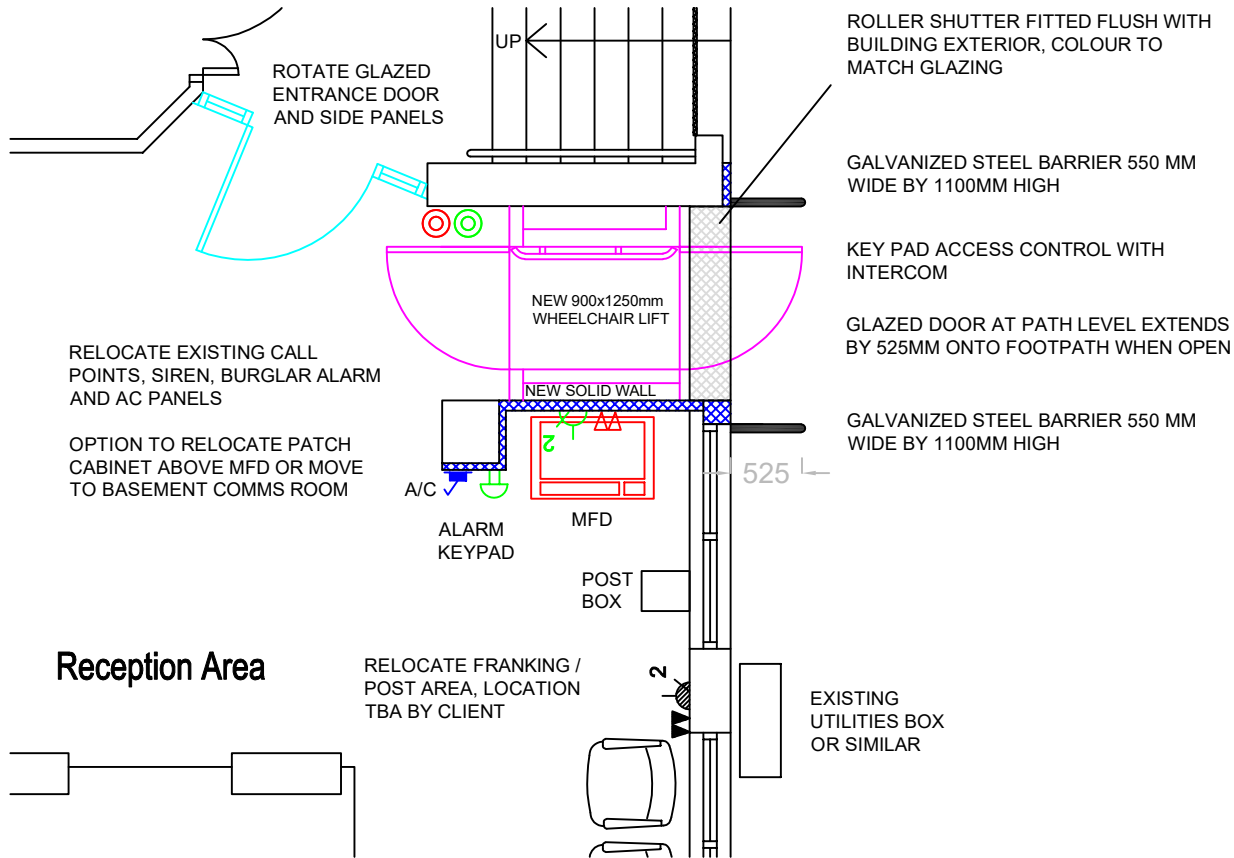 UP
ROTATE GLAZED
ENTRANCE DOOR
AND SIDE PANELS
ROLLER SHUTTER FITTED FLUSH WITH
BUILDING EXTERIOR, COLOUR TO
MATCH GLAZING
GALVANIZED STEEL BARRIER 550 MM
WIDE BY 1100MM HIGH
KEY PAD ACCESS CONTROL WITH
INTERCOM
NEW 900x1250mm
WHEELCHAIR LIFT
GLAZED DOOR AT PATH LEVEL EXTENDS
BY 525MM ONTO FOOTPATH WHEN OPEN
RELOCATE EXISTING CALL
POINTS, SIREN, BURGLAR ALARM
AND AC PANELS
NEW SOLID WALL
GALVANIZED STEEL BARRIER 550 MM
WIDE BY 1100MM HIGH
OPTION TO RELOCATE PATCH
CABINET ABOVE MFD OR MOVE
TO BASEMENT COMMS ROOM
2
525
A/C
ALARM
KEYPAD
MFD
POST
BOX
Reception Area
RELOCATE FRANKING /
POST AREA, LOCATION
TBA BY CLIENT
2
EXISTING
UTILITIES BOX
OR SIMILAR